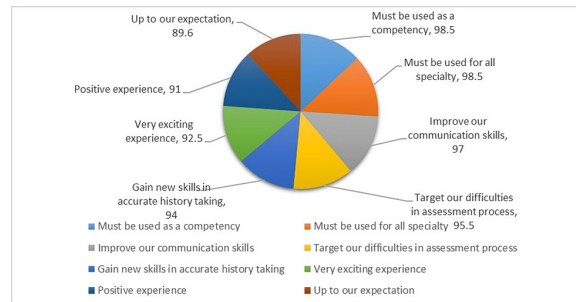 Up to our expectation,
89.6
Must be used as a
competency, 98.5
Must be used for all
specialty, 98.5
Positive experience, 91
Improve our
communication skills,
97
Very exciting
experience, 92.5
Gain new skills in
accurate history taking,
94
Target our difficulties
in assessment process,
95.5
Must be used as a competency
Must be used for all specialty
Improve our communication skills
Target our difficulties in assessment process
Gain new skills in accurate history taking
Very exciting experience
Positive experience
Up to our expectation